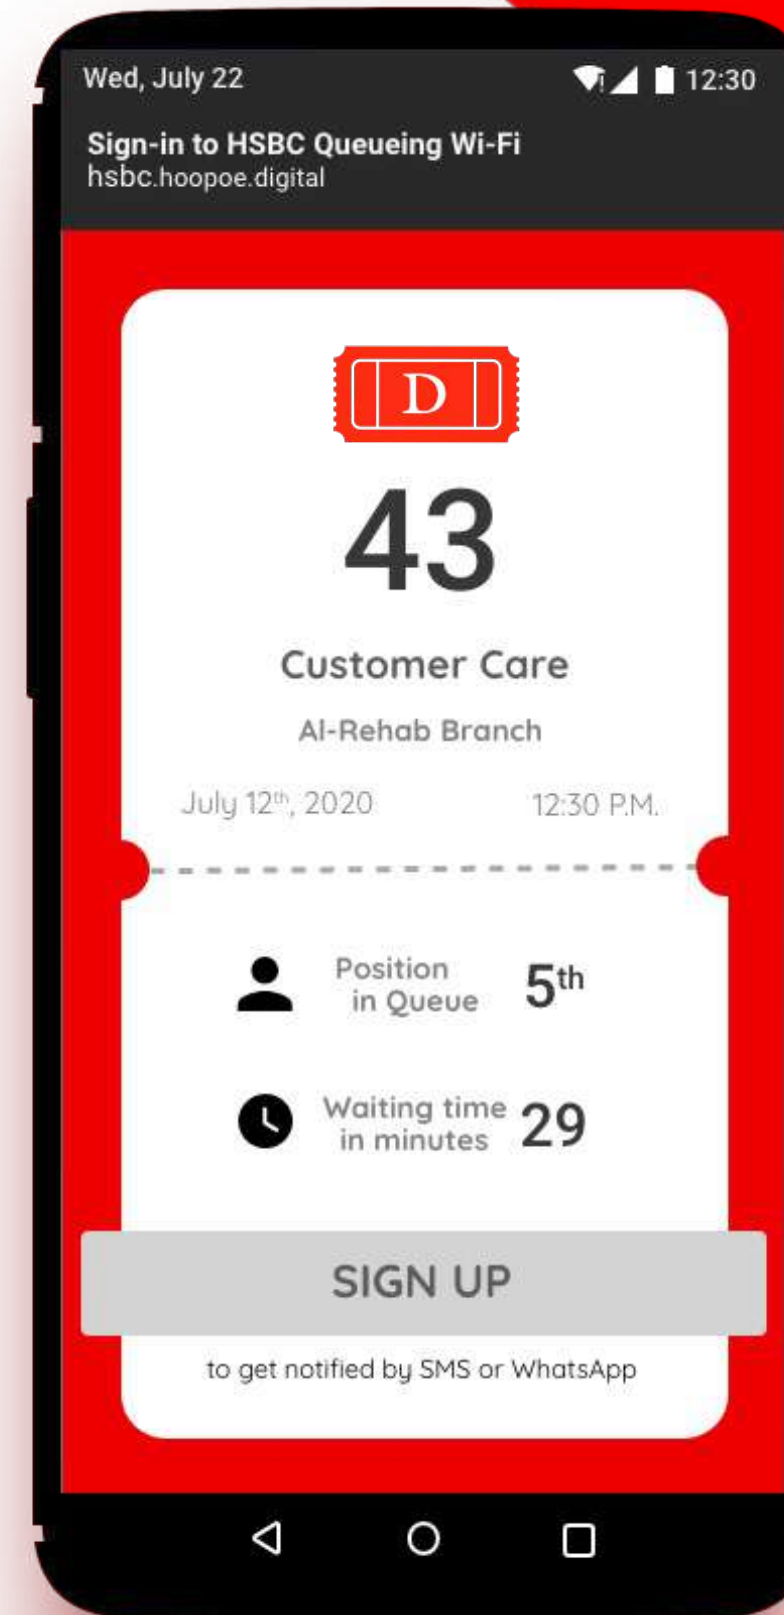 Wed, July 22 12:30
Sign-in to HSBC Queueing Wi-Fi
hsbc.hoopoe.digital
D
43
Customer Care
Al-Rehab Branch
July 12th, 2020 12:30 P.M.
Position
in Queue 5th
Waiting time
in minutes 29
SIGN UP
to get notified by SMS or WhatsApp